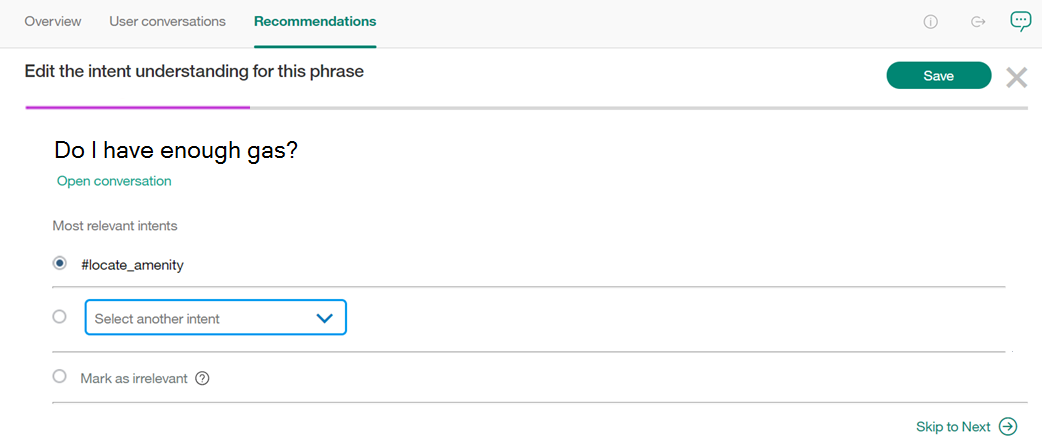 Overview User conversations Recommendations
Edit the intent understanding for this phrase
Save
Do I have enough gas?
Open conversation
Most relevant intents
#locate_amenity
Select another intent
Mark as irrelevant ?
Skip to Next